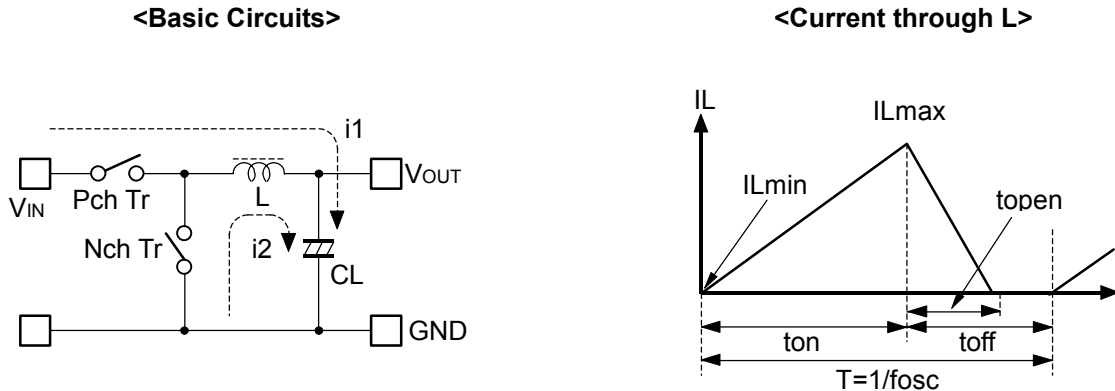 <Basic Circuits>
<Current through L>
i1
VIN
Pch Tr
L
VOUT
Nch Tr
i2
CL
GND
IL
ILmax
ILmin
topen
ton
toff
T=1/fosc